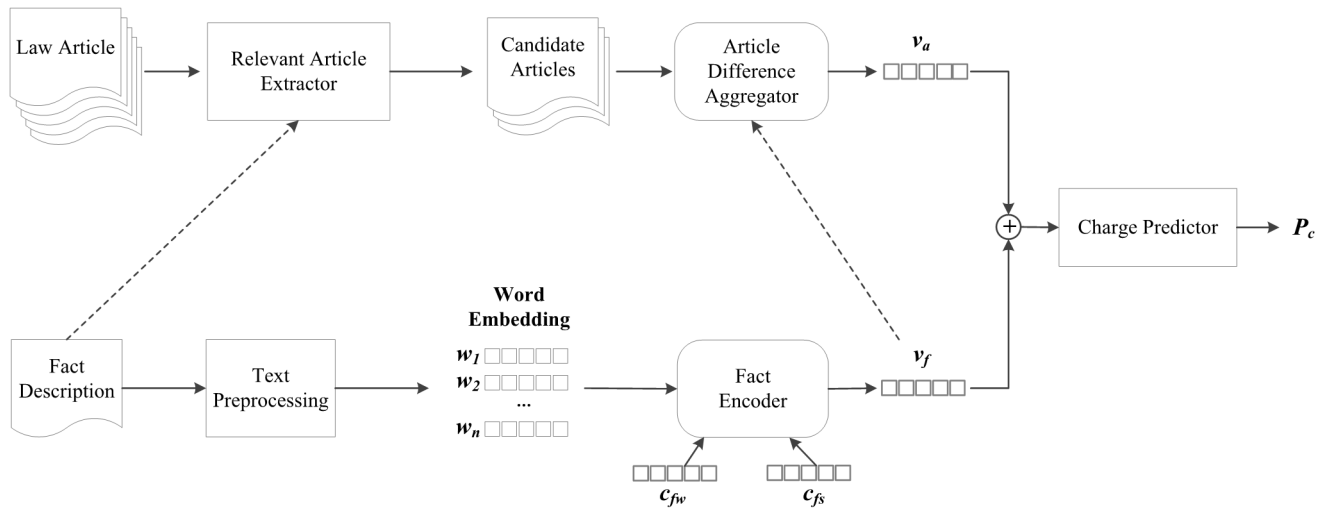 Law Article
Relevant Article
Extractor
Candidate
Articles
Article
Difference
Aggregator
v_a
+
Charge Predictor
P_c
Fact
Description
Text
Preprocessing
Word
Embedding
w_1
w_2
...
w_n
Fact
Encoder
v_f
c_fw
c_fs